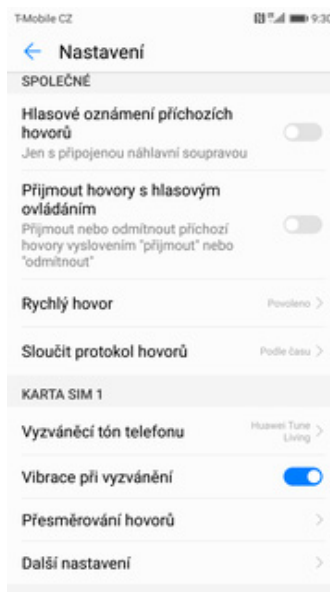 T-Mobile CZ 9:30
Nastavení
SPOLEČNÉ
Hlasové oznámení příchozích
hovorů
Jen s připojenou náhlavní soupravou
Přijmout hovory s hlasovým
ovládáním
Přijmout nebo odmítnout příchozí
hovory vyslovením "přijmout" nebo
"odmítnout"
Rychlý hovor Povoleno
Sloučit protokol hovorů Podle času
KARTA SIM 1
Vyzváněcí tón telefonu Huawei Tune
Living
Vibrace při vyzvánění
Přesměrování hovorů
Další nastavení